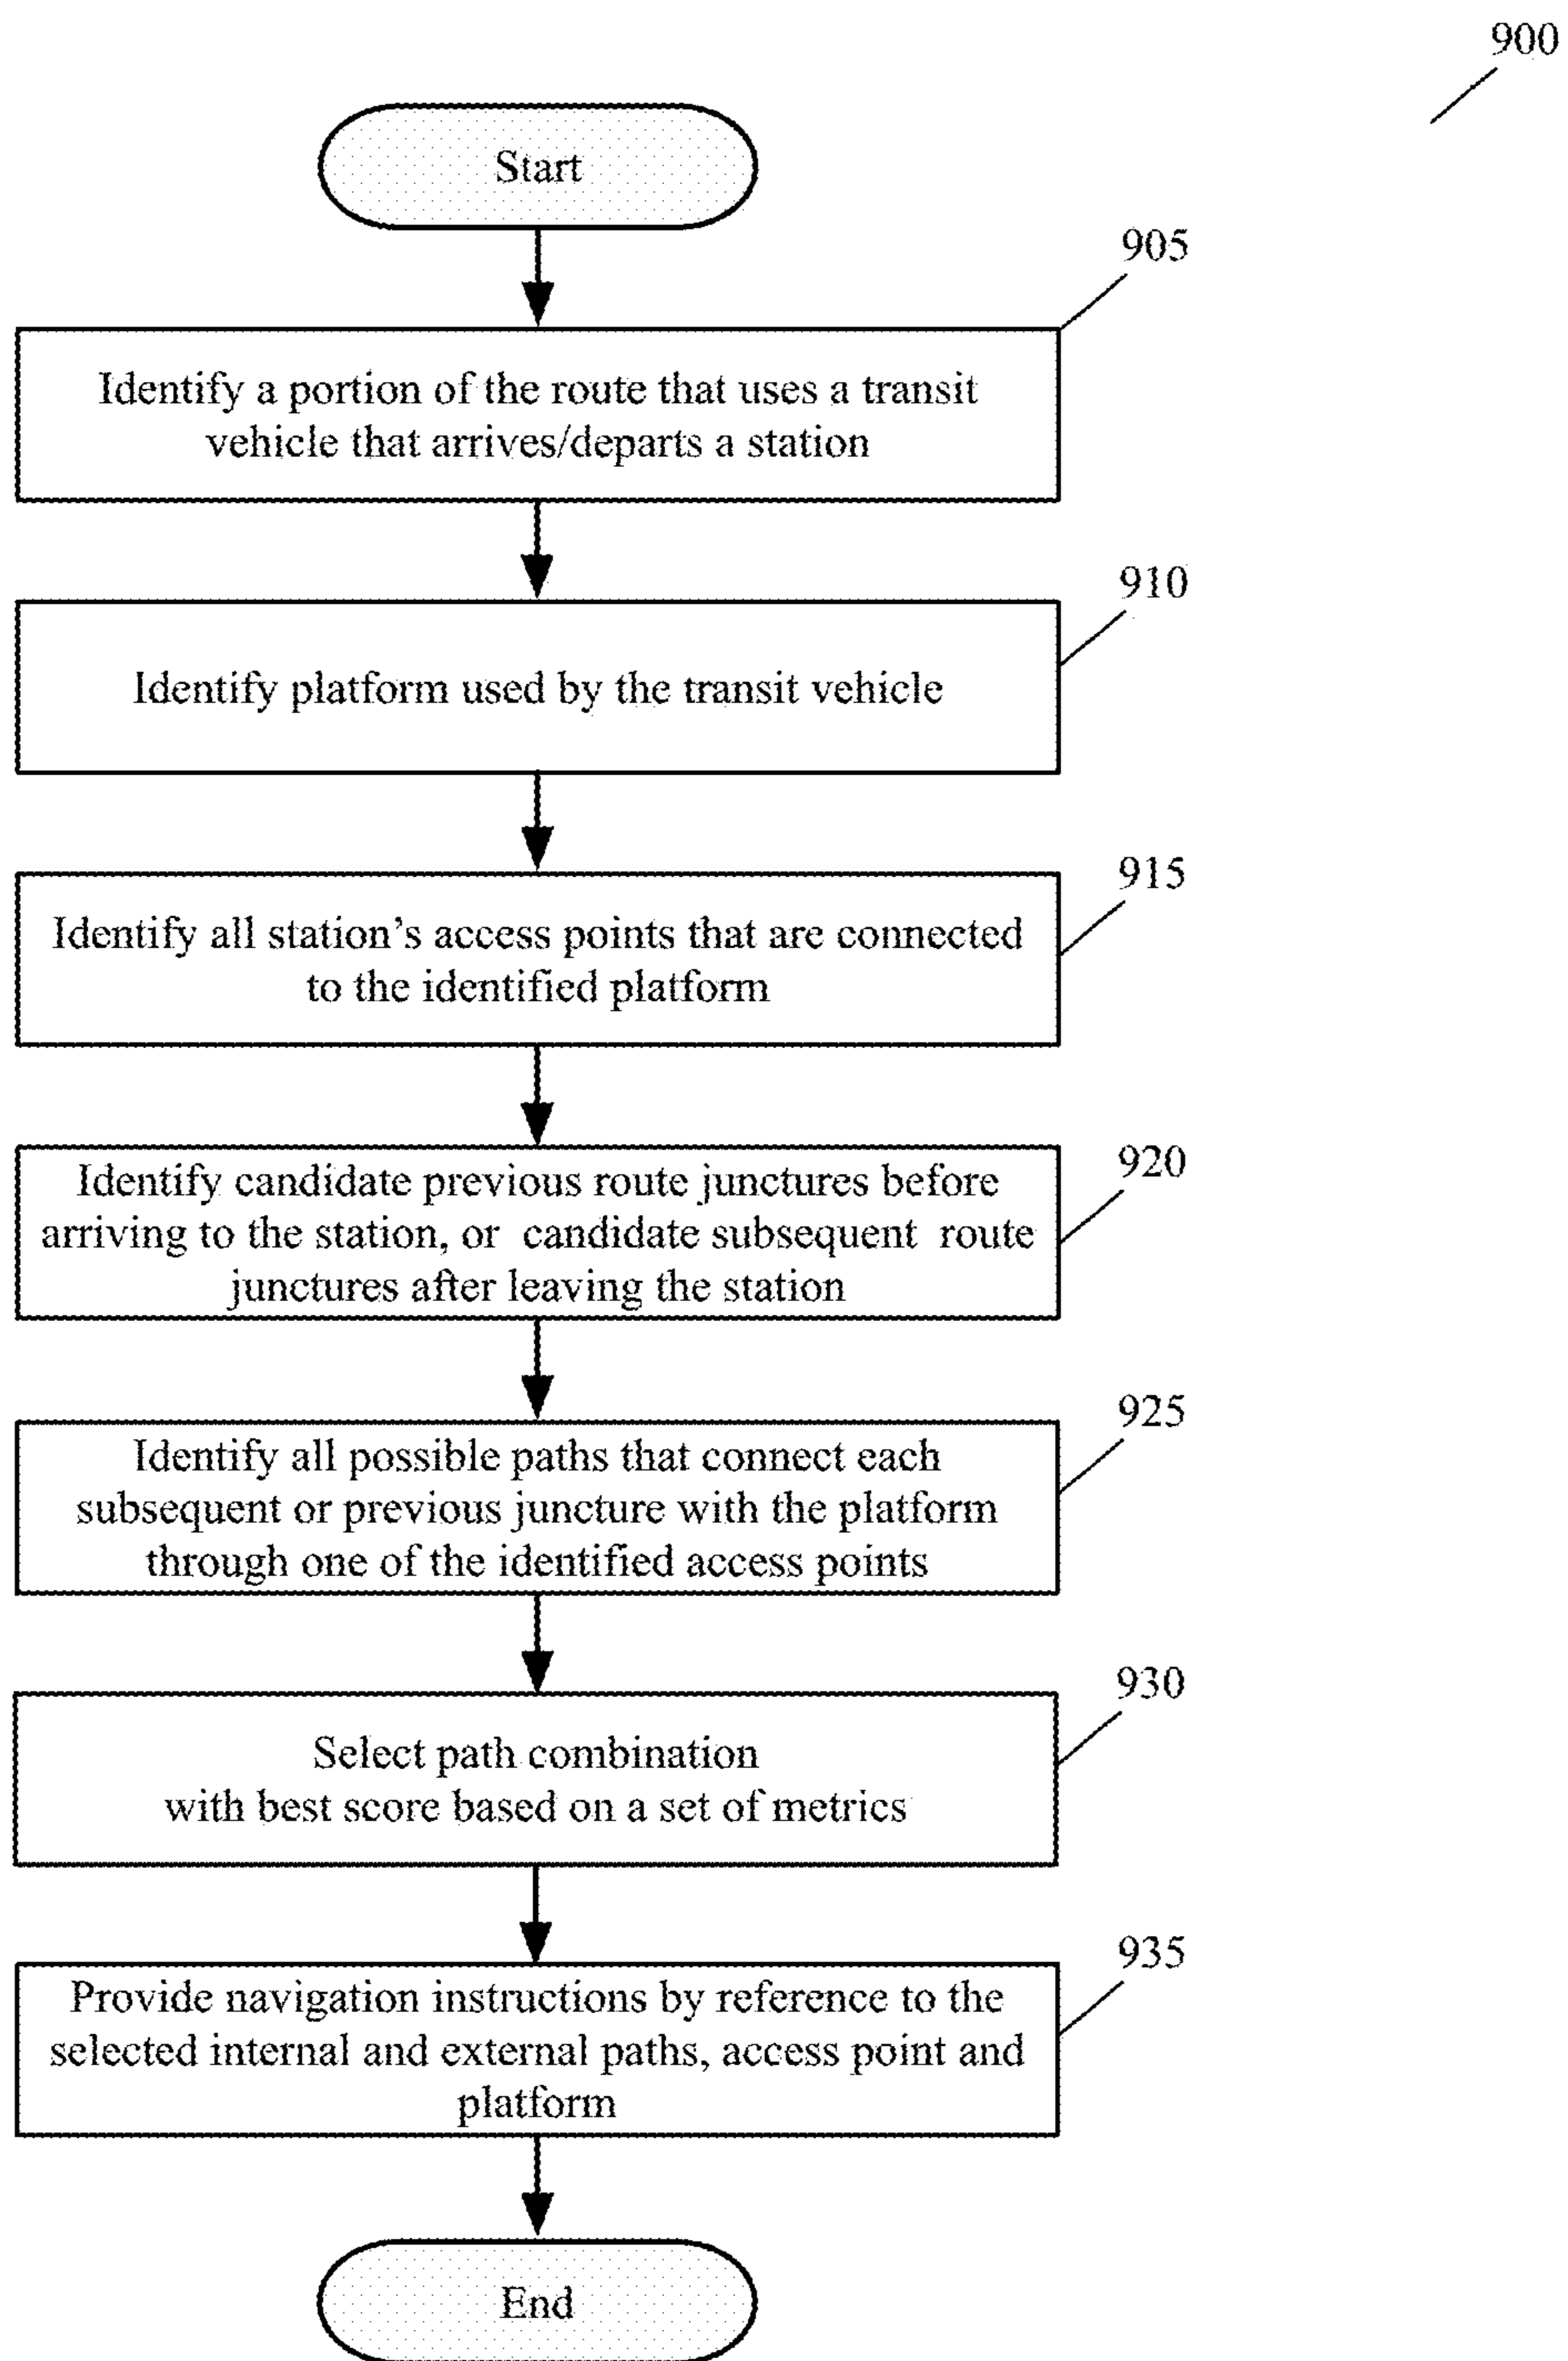 900
Start
905
Identify a portion of the route that uses a transit
vehicle that arrives/departs a station
910
Identify platform used by the transit vehicle
915
Identify all station's access points that are connected
to the identified platform
920
Identify candidate previous route junctures before
arriving to the station, or candidate subsequent route
junctures after leaving the station
925
Identify all possible paths that connect each
subsequent or previous juncture with the platform
through one of the identified access points
930
Select path combination
with best score based on a set of metrics
935
Provide navigation instructions by reference to the
selected internal and external paths, access point and
platform
End